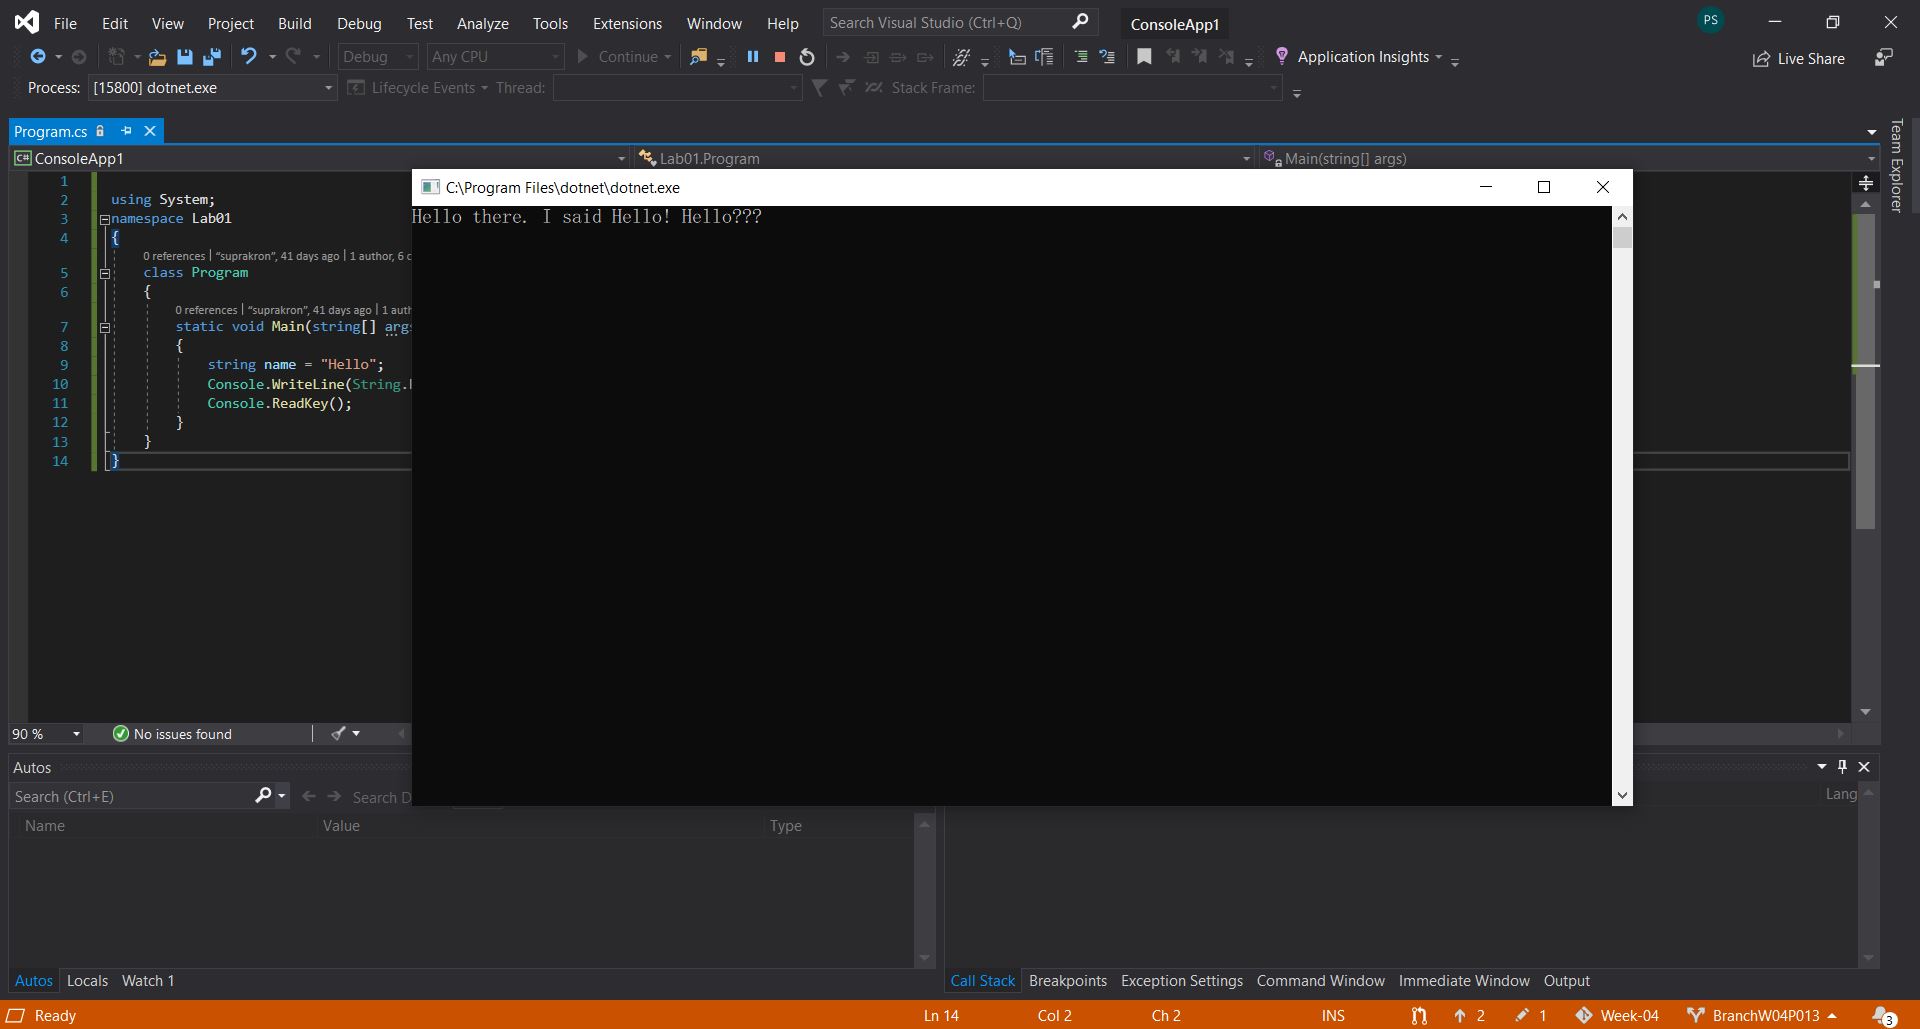 File Edit View Project Build Debug Test Analyze Tools Extensions Window Help Search Visual Studio (Ctrl+Q) ConsoleApp1 PS
Debug Any CPU Continue Application Insights Live Share
Process: [15800] dotnet.exe Lifecycle Events Thread: Stack Frame:
Program.cs
Team Explorer
C# ConsoleApp1 Lab01.Program Main(string[] args)
C:\Program Files\dotnet\dotnet.exe
Hello there. I said Hello! Hello???
1
2 using System;
3 namespace Lab01
4 {
0 references | “suprakron”, 41 days ago | 1 author, 6 c
5 class Program
6 {
0 references | “suprakron”, 41 days ago | 1 auth
7 static void Main(string[] args
8 {
9 string name = "Hello";
10 Console.WriteLine(String.
11 Console.ReadKey();
12 }
13 }
14 }
90 % No issues found
Autos
Search (Ctrl+E) Search D
Lang
Name Value Type
Autos Locals Watch 1
Call Stack Breakpoints Exception Settings Command Window Immediate Window Output
Ready Ln 14 Col 2 Ch 2 INS 2 1 Week-04 BranchW04P013 3